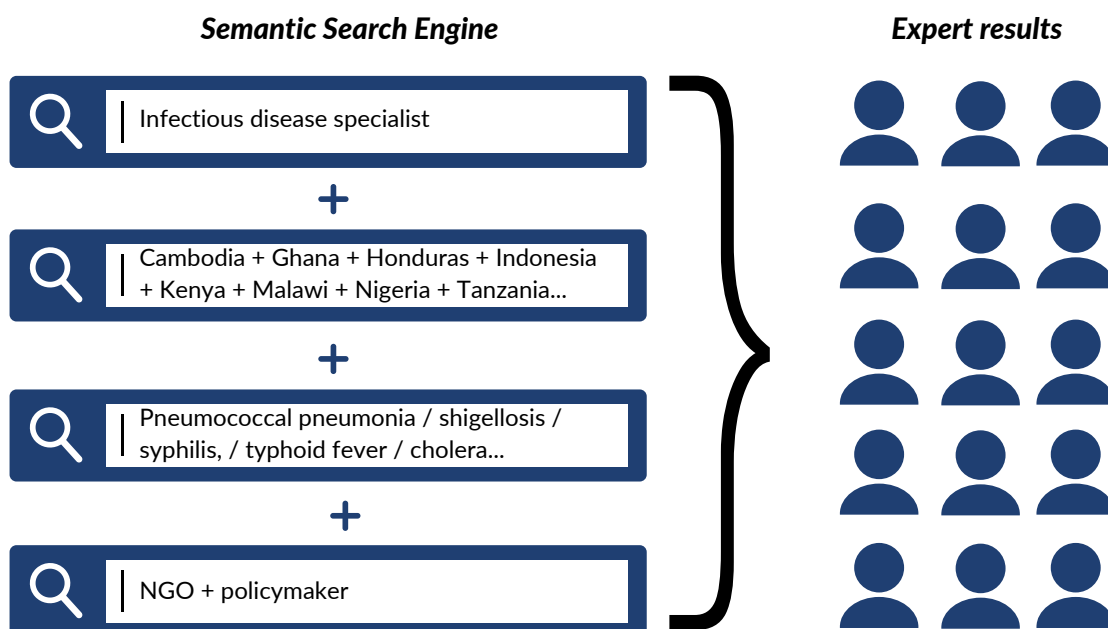 Semantic Search Engine
Expert results
Infectious disease specialist
+
Cambodia + Ghana + Honduras + Indonesia
+ Kenya + Malawi + Nigeria + Tanzania...
+
Pneumococcal pneumonia / shigellosis /
syphilis, / typhoid fever / cholera...
+
NGO + policymaker